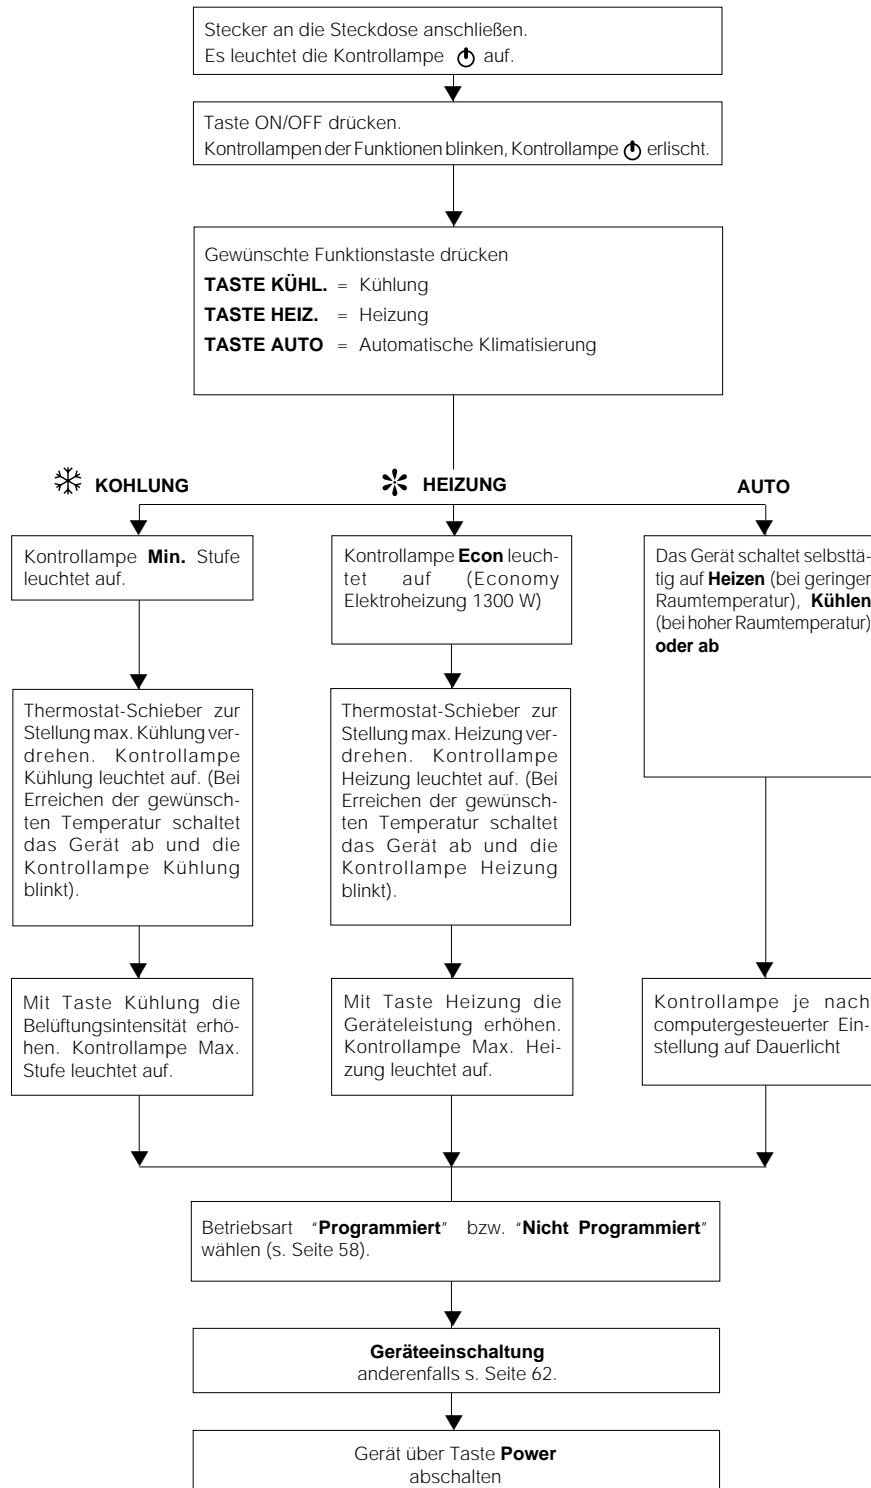 Stecker an die Steckdose anschließen.
Es leuchtet die Kontrollampe auf.
Taste ON/OFF drücken.
Kontrollampen der Funktionen blinken, Kontrollampe erlischt.
Gewünschte Funktionstaste drücken
TASTE KÜHL. = Kühlung
TASTE HEIZ. = Heizung
TASTE AUTO = Automatische Klimatisierung
KOHLUNG
Kontrollampe Min. Stufe
leuchtet auf.
Thermostat-Schieber zur
Stellung max. Kühlung ver-
drehen. Kontrollampe
Kühlung leuchtet auf. (Bei
Erreichen der gewünsch-
ten Temperatur schaltet
das Gerät ab und die
Kontrollampe Kühlung
blinkt).
Mit Taste Kühlung die
Belüftungsintensität erhö-
hen. Kontrollampe Max.
Stufe leuchtet auf.
HEIZUNG
Kontrollampe Econ leuch-
tet auf (Economy
Elektroheizung 1300 W)
Thermostat-Schieber zur
Stellung max. Heizung ver-
drehen. Kontrollampe
Heizung leuchtet auf. (Bei
Erreichen der gewünsch-
ten Temperatur schaltet
das Gerät ab und die
Kontrollampe Heizung
blinkt).
Mit Taste Heizung die
Geräteleistung erhöhen.
Kontrollampe Max. Hei-
zung leuchtet auf.
AUTO
Das Gerät schaltet selbsttä-
tig auf Heizen (bei geringer
Raumtemperatur), Kühlen
(bei hoher Raumtemperatur)
oder ab
Kontrollampe je nach
computergesteuerter Ein-
stellung auf Dauerlicht
Betriebsart "Programmiert" bzw. "Nicht Programmiert"
wählen (s. Seite 58).
Geräteeinschaltung
anderenfalls s. Seite 62.
Gerät über Taste Power
abschalten